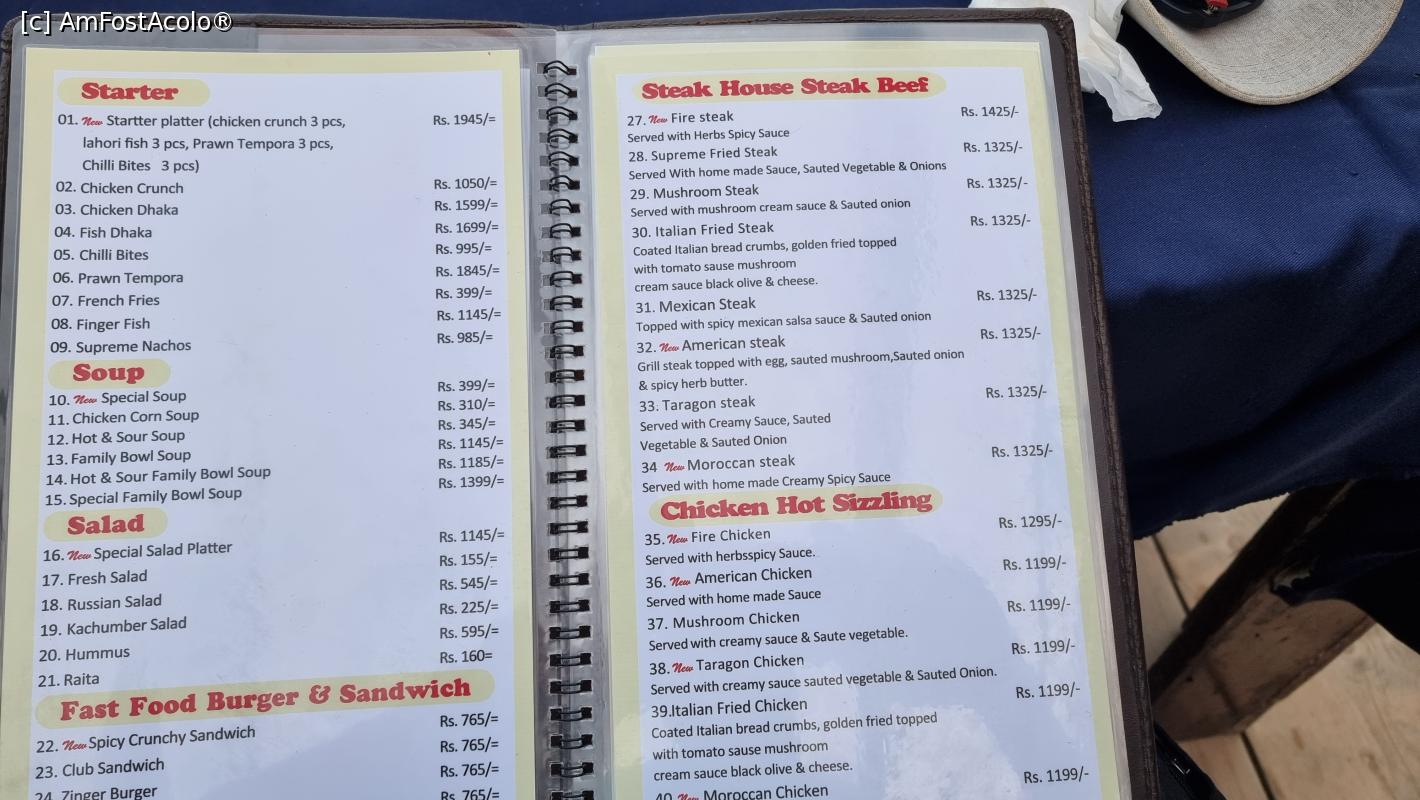 [c] AmFostAcolo®
Starter
01. New Startter platter (chicken crunch 3 pcs, Rs. 1945/=
lahori fish 3 pcs, Prawn Tempora 3 pcs,
Chilli Bites 3 pcs)
02. Chicken Crunch Rs. 1050/=
03. Chicken Dhaka Rs. 1599/=
04. Fish Dhaka Rs. 1699/=
05. Chilli Bites Rs. 995/=
06. Prawn Tempora Rs. 1845/=
07. French Fries Rs. 399/=
08. Finger Fish Rs. 1145/=
09. Supreme Nachos Rs. 985/=
Soup
10. New Special Soup Rs. 399/=
11. Chicken Corn Soup Rs. 310/=
12. Hot & Sour Soup Rs. 345/=
13. Family Bowl Soup Rs. 1145/=
14. Hot & Sour Family Bowl Soup Rs. 1185/=
15. Special Family Bowl Soup Rs. 1399/=
Salad
16. New Special Salad Platter Rs. 1145/=
17. Fresh Salad Rs. 155/=
18. Russian Salad Rs. 545/=
19. Kachumber Salad Rs. 225/=
20. Hummus Rs. 595/=
21. Raita Rs. 160=
Fast Food Burger & Sandwich
22. New Spicy Crunchy Sandwich Rs. 765/=
23. Club Sandwich Rs. 765/=
24. Zinger Burger Rs. 765/=
Rs. 765/=
Steak House Steak Beef
27. New Fire steak Rs. 1425/-
Served with Herbs Spicy Sauce
28. Supreme Fried Steak Rs. 1325/-
Served With home made Sauce, Sauted Vegetable & Onions
29. Mushroom Steak Rs. 1325/-
Served with mushroom cream sauce & Sauted onion
30. Italian Fried Steak Rs. 1325/-
Coated Italian bread crumbs, golden fried topped
with tomato sause mushroom
cream sauce black olive & cheese.
31. Mexican Steak Rs. 1325/-
Topped with spicy mexican salsa sauce & Sauted onion
32. New American steak Rs. 1325/-
Grill steak topped with egg, sauted mushroom,Sauted onion
& spicy herb butter.
33. Taragon steak Rs. 1325/-
Served with Creamy Sauce, Sauted
Vegetable & Sauted Onion
34 New Moroccan steak Rs. 1325/-
Served with home made Creamy Spicy Sauce
Chicken Hot Sizzling
35. New Fire Chicken Rs. 1295/-
Served with herbsspicy Sauce.
36. New American Chicken Rs. 1199/-
Served with home made Sauce
37. Mushroom Chicken Rs. 1199/-
Served with creamy sauce & Saute vegetable.
38. New Taragon Chicken Rs. 1199/-
Served with creamy sauce sauted vegetable & Sauted Onion.
39.Italian Fried Chicken Rs. 1199/-
Coated Italian bread crumbs, golden fried topped
with tomato sause mushroom
cream sauce black olive & cheese.
40. New Moroccan Chicken Rs. 1199/-